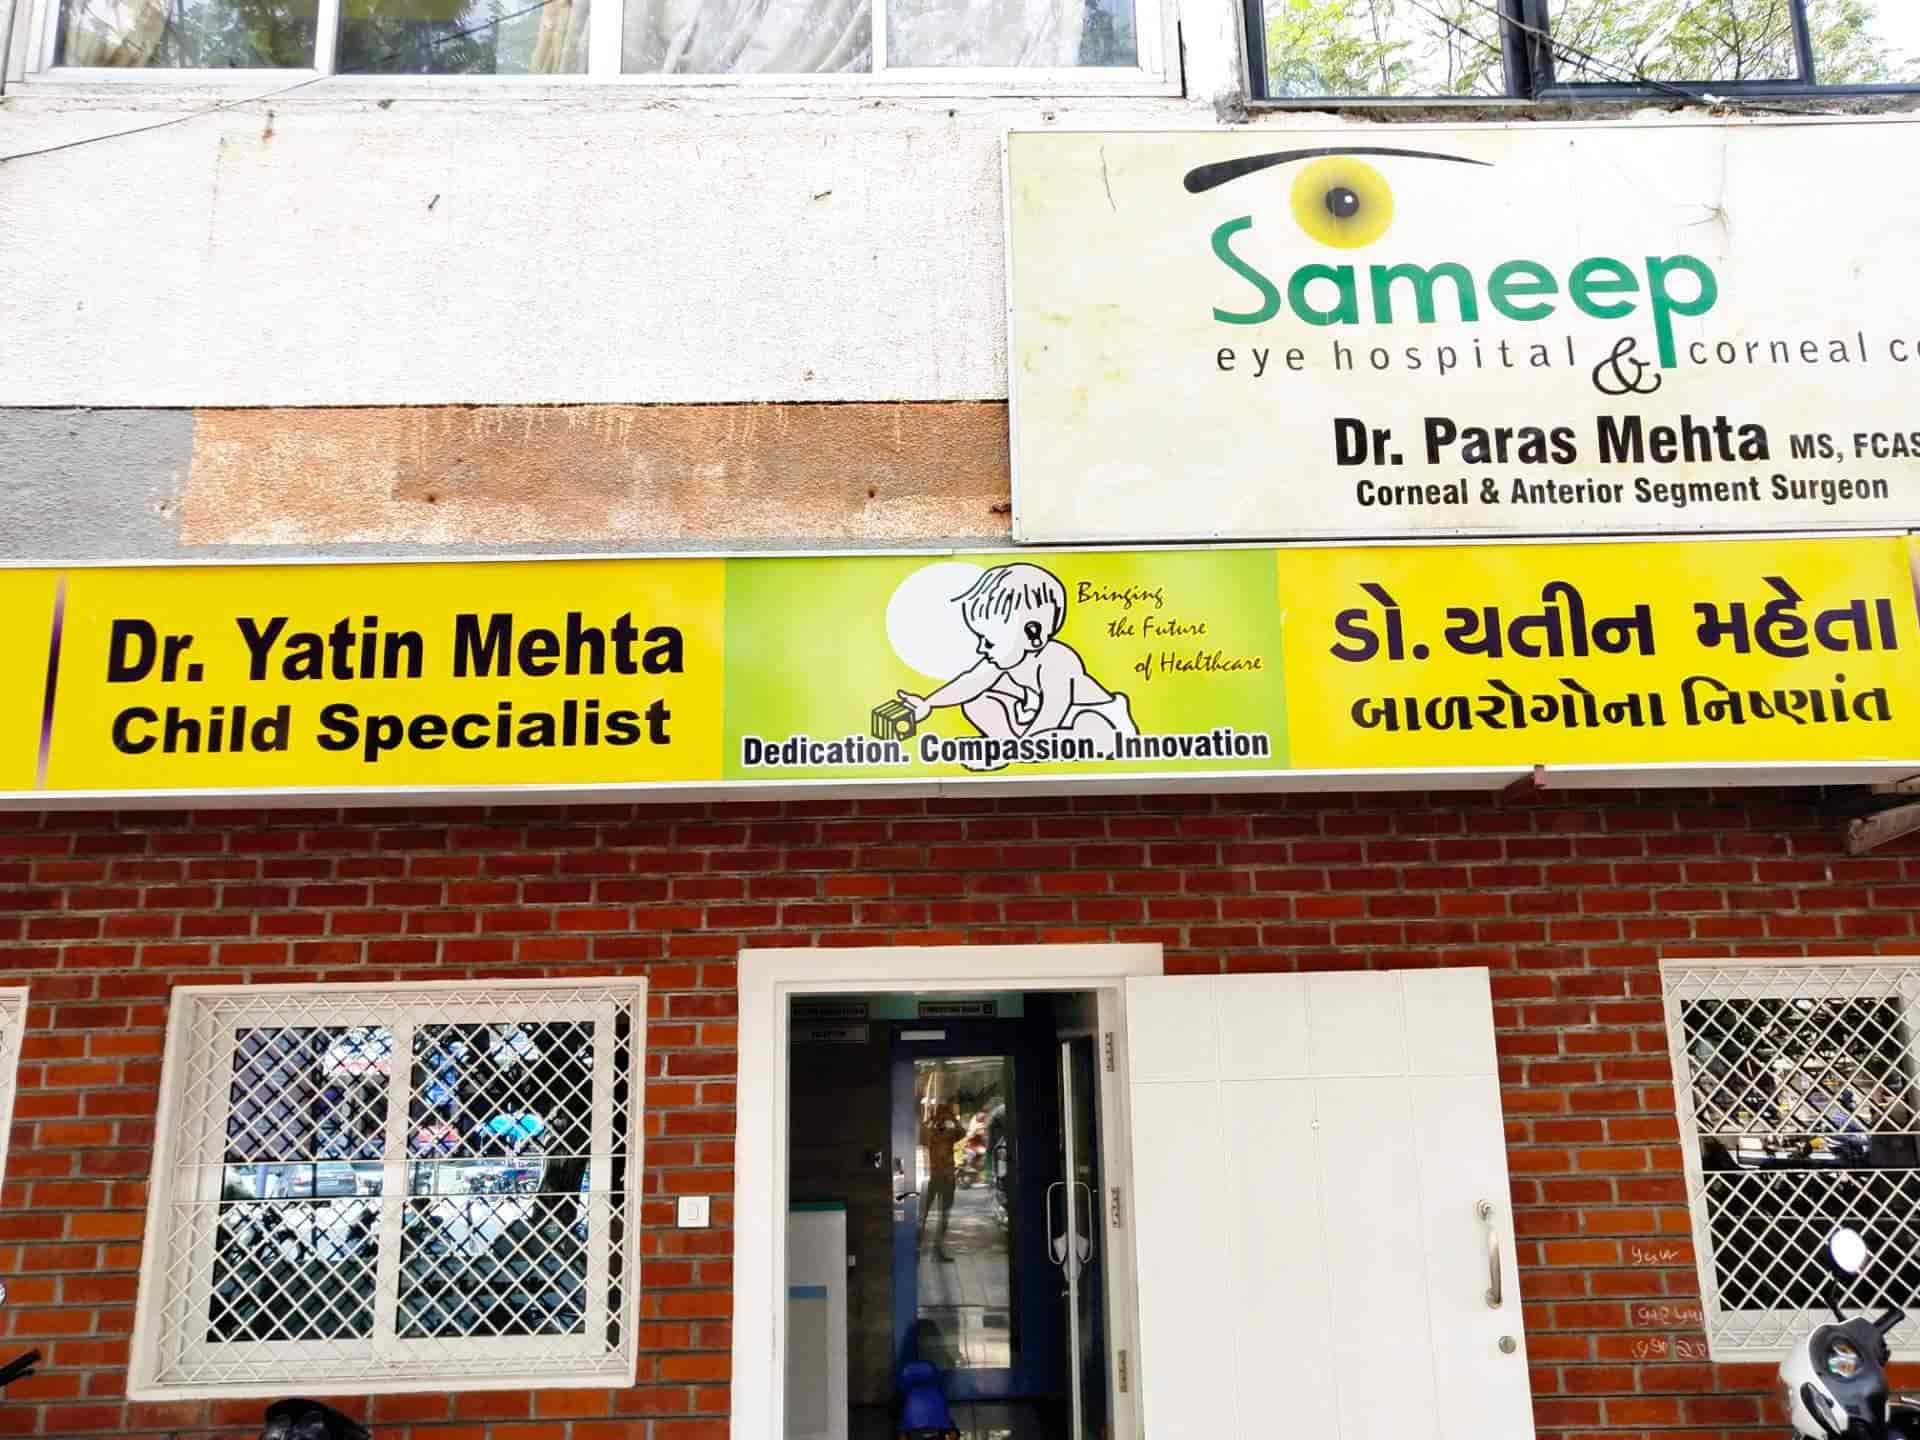 Sameep
eye hospital & corneal
Dr. Paras Mehta MS, FCAS
Corneal & Anterior Segment Surgeon
Dr. Yatin Mehta
Child Specialist
Bringing
the Future
of Healthcare
Dedication. Compassion. Innovation
ડો. યતીન મહેતા
બાળરોગોના નિષ્ણાંત